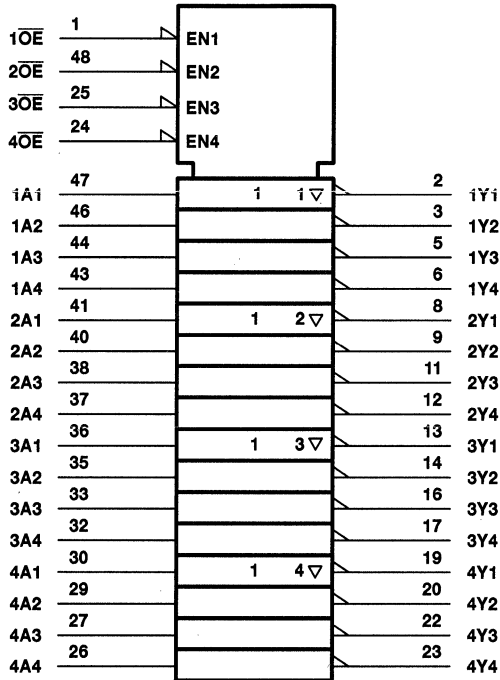 1O̅E̅ 1 EN1
2O̅E̅ 48 EN2
3O̅E̅ 25 EN3
4O̅E̅ 24 EN4
1A1 47 1 1 ▽ 2 1Y1
1A2 46 3 1Y2
1A3 44 5 1Y3
1A4 43 6 1Y4
2A1 41 1 2 ▽ 8 2Y1
2A2 40 9 2Y2
2A3 38 11 2Y3
2A4 37 12 2Y4
3A1 36 1 3 ▽ 13 3Y1
3A2 35 14 3Y2
3A3 33 16 3Y3
3A4 32 17 3Y4
4A1 30 1 4 ▽ 19 4Y1
4A2 29 20 4Y2
4A3 27 22 4Y3
4A4 26 23 4Y4